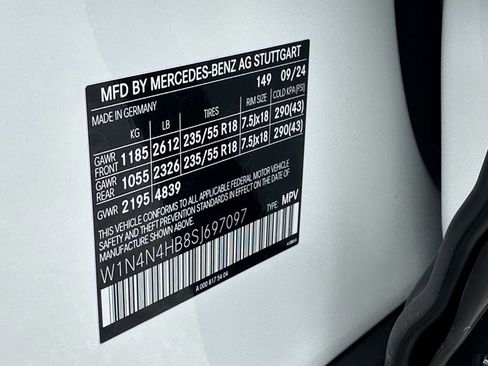 MFD BY MERCEDES-BENZ AG STUTTGART
MADE IN GERMANY 149 09/24
KG LB TIRES RIM SIZE COLD KPA (PSI)
GAWR FRONT 1185 2612 235/55 R18 7.5Jx18 290(43)
GAWR REAR 1055 2326 235/55 R18 7.5Jx18 290(43)
GVWR 2195 4839
THIS VEHICLE CONFORMS TO ALL APPLICABLE FEDERAL MOTOR VEHICLE
SAFETY AND THEFT PREVENTION STANDARDS IN EFFECT ON THE DATE OF
MANUFACTURE SHOWN ABOVE.
W1N4N4HB8SJ697097 TYPE: MPV
A 000 817 54 04